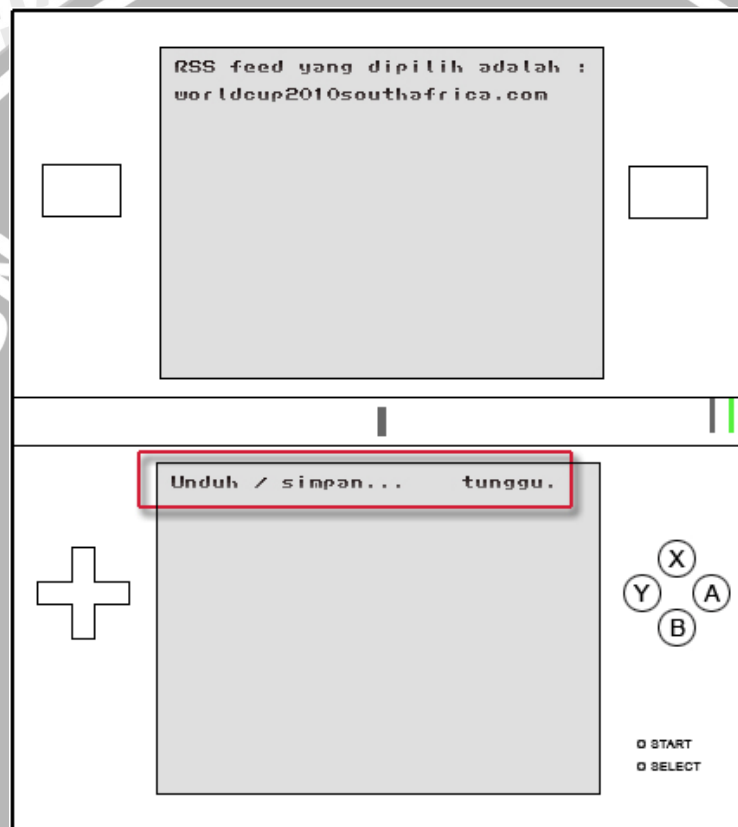 RSS feed yang dipilih adalah :
worldcup2010southafrica.com
Unduh / simpan... tunggu.
X
Y A
B
START
SELECT